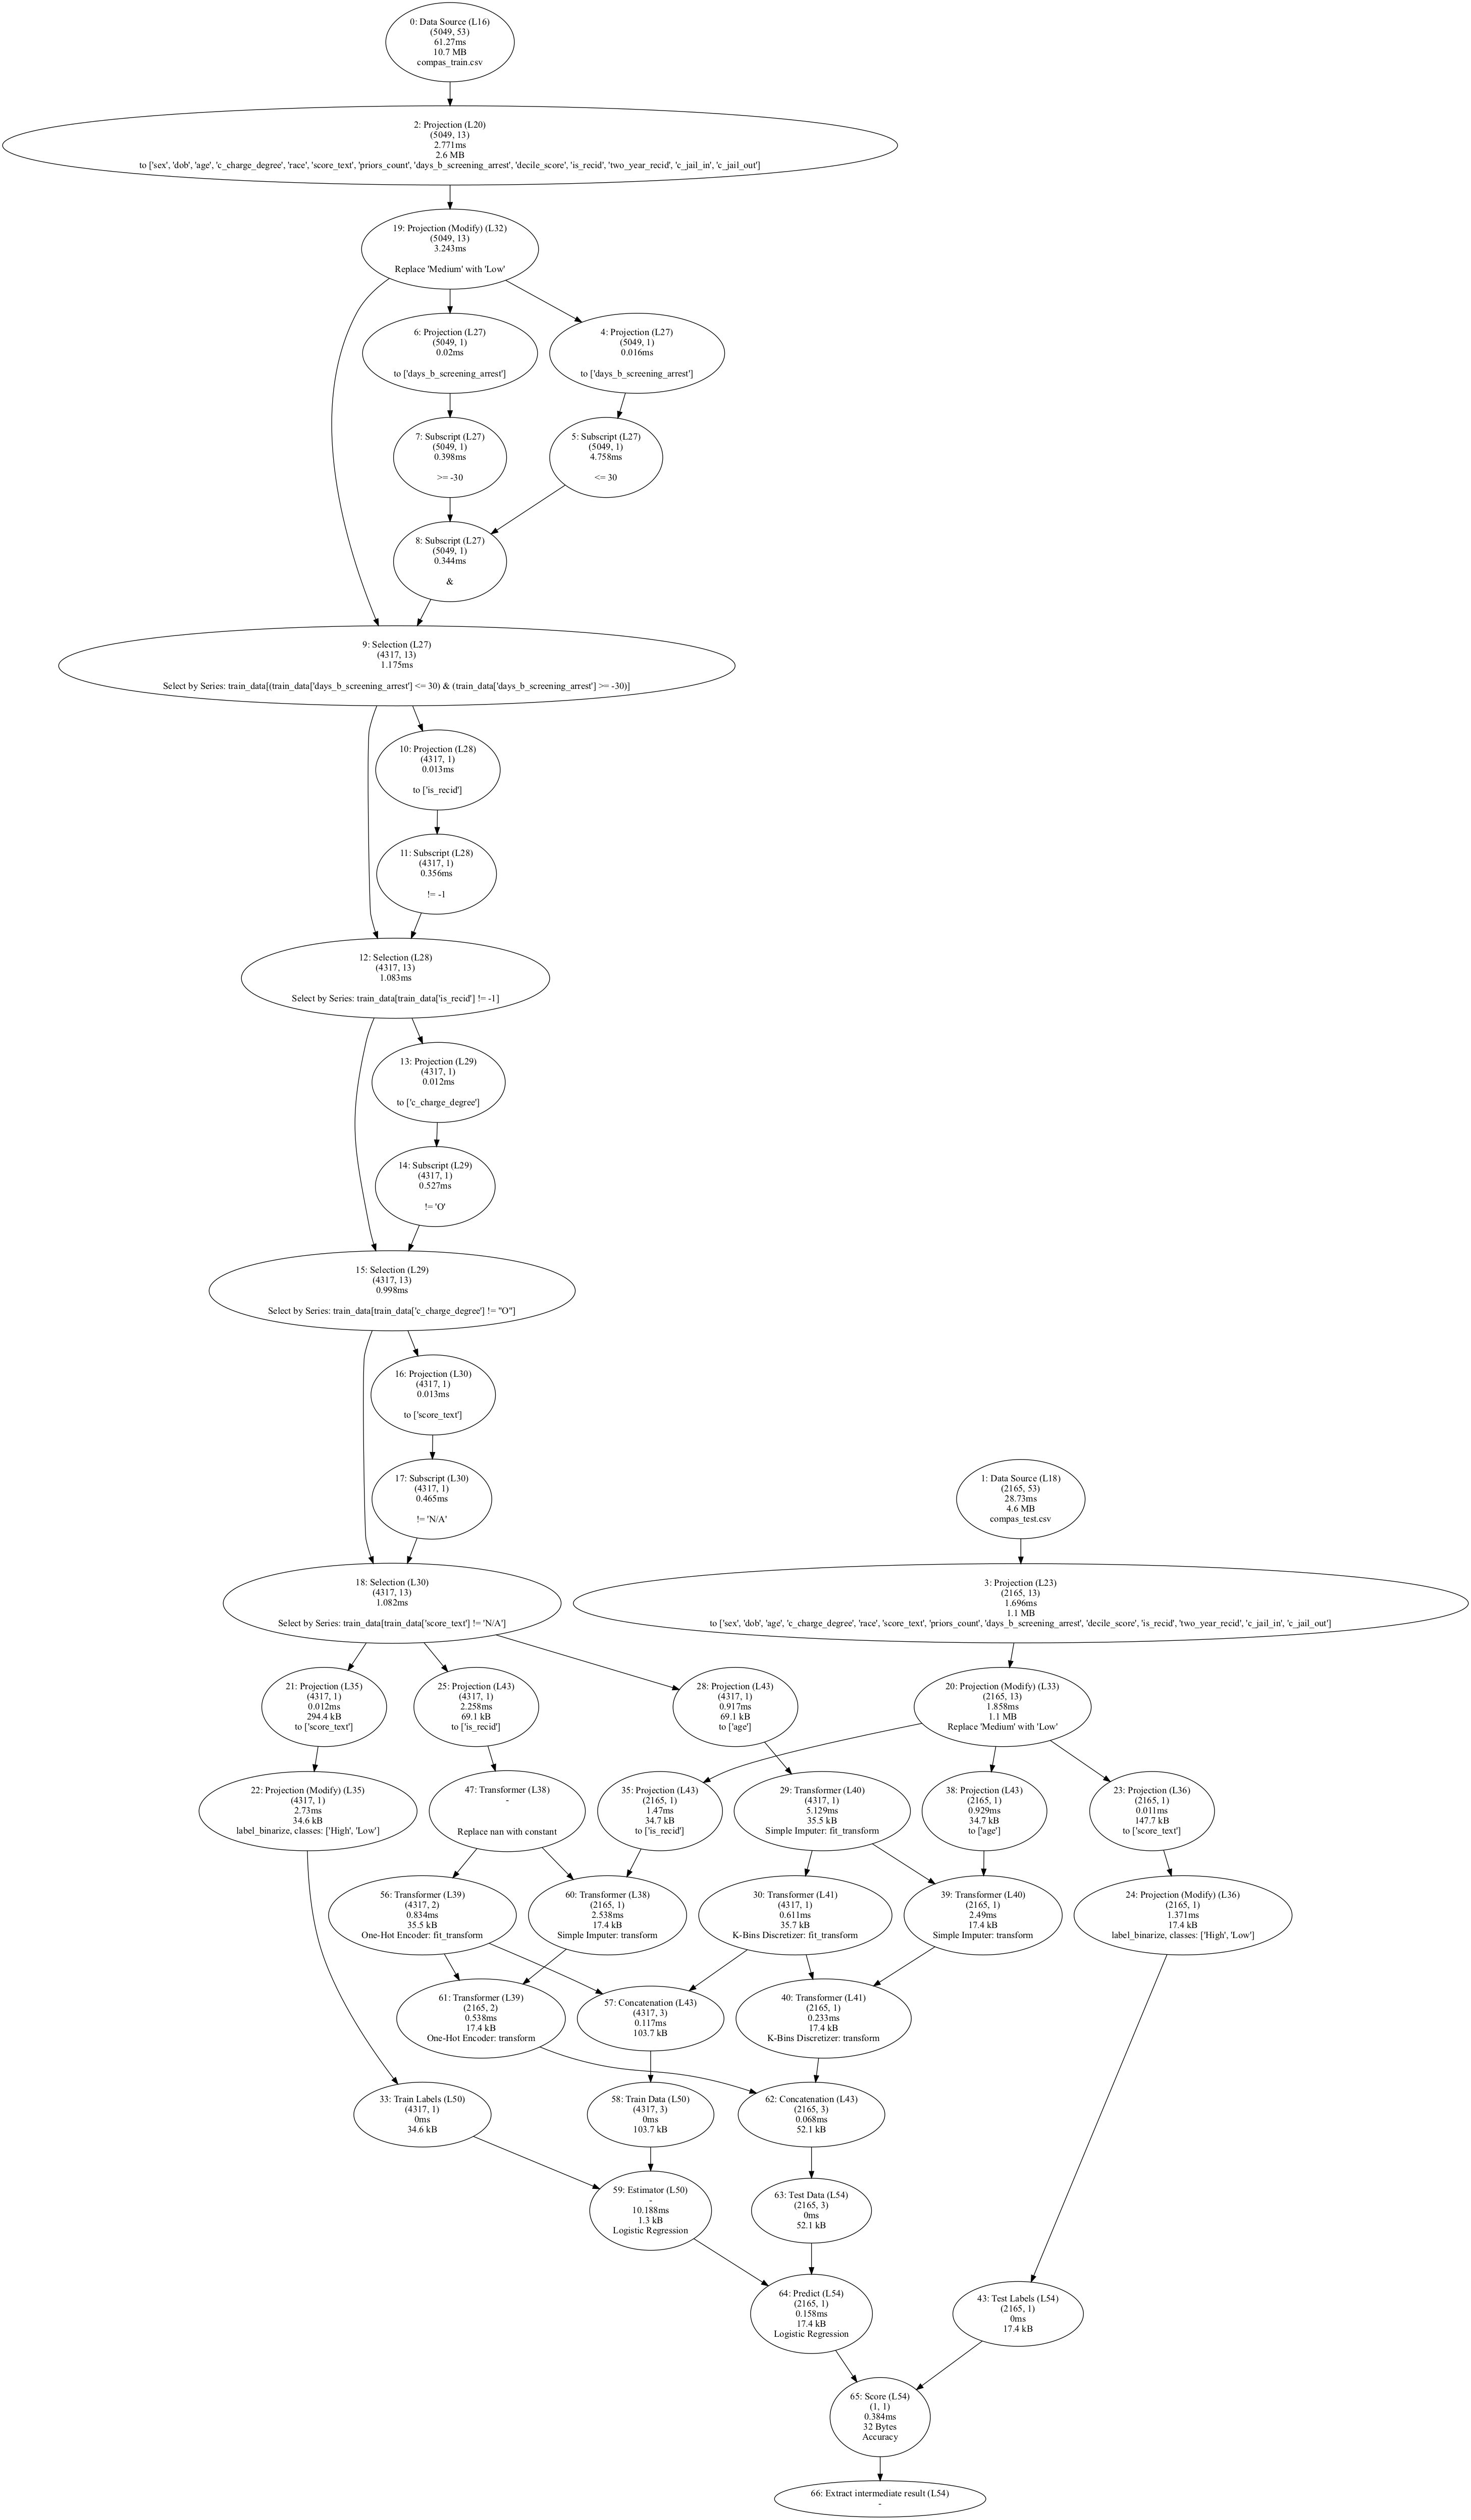 0: Data Source (L16)
(5049, 53)
61.27ms
10.7 MB
compas_train.csv
2: Projection (L20)
(5049, 13)
2.771ms
2.6 MB
to ['sex', 'dob', 'age', 'c_charge_degree', 'race', 'score_text', 'priors_count', 'days_b_screening_arrest', 'decile_score', 'is_recid', 'two_year_recid', 'c_jail_in', 'c_jail_out']
19: Projection (Modify) (L32)
(5049, 13)
3.243ms
Replace 'Medium' with 'Low'
6: Projection (L27)
(5049, 1)
0.02ms
to ['days_b_screening_arrest']
4: Projection (L27)
(5049, 1)
0.016ms
to ['days_b_screening_arrest']
7: Subscript (L27)
(5049, 1)
0.398ms
>= -30
5: Subscript (L27)
(5049, 1)
4.758ms
<= 30
8: Subscript (L27)
(5049, 1)
0.344ms
&
9: Selection (L27)
(4317, 13)
1.175ms
Select by Series: train_data[(train_data['days_b_screening_arrest'] <= 30) & (train_data['days_b_screening_arrest'] >= -30)]
10: Projection (L28)
(4317, 1)
0.013ms
to ['is_recid']
11: Subscript (L28)
(4317, 1)
0.356ms
!= -1
12: Selection (L28)
(4317, 13)
1.083ms
Select by Series: train_data[train_data['is_recid'] != -1]
13: Projection (L29)
(4317, 1)
0.012ms
to ['c_charge_degree']
14: Subscript (L29)
(4317, 1)
0.527ms
!= 'O'
15: Selection (L29)
(4317, 13)
0.998ms
Select by Series: train_data[train_data['c_charge_degree'] != "O"]
16: Projection (L30)
(4317, 1)
0.013ms
to ['score_text']
17: Subscript (L30)
(4317, 1)
0.465ms
!= 'N/A'
1: Data Source (L18)
(2165, 53)
28.73ms
4.6 MB
compas_test.csv
18: Selection (L30)
(4317, 13)
1.082ms
Select by Series: train_data[train_data['score_text'] != 'N/A']
3: Projection (L23)
(2165, 13)
1.696ms
1.1 MB
to ['sex', 'dob', 'age', 'c_charge_degree', 'race', 'score_text', 'priors_count', 'days_b_screening_arrest', 'decile_score', 'is_recid', 'two_year_recid', 'c_jail_in', 'c_jail_out']
21: Projection (L35)
(4317, 1)
0.012ms
294.4 kB
to ['score_text']
25: Projection (L43)
(4317, 1)
2.258ms
69.1 kB
to ['is_recid']
28: Projection (L43)
(4317, 1)
0.917ms
69.1 kB
to ['age']
20: Projection (Modify) (L33)
(2165, 13)
1.858ms
1.1 MB
Replace 'Medium' with 'Low'
22: Projection (Modify) (L35)
(4317, 1)
2.73ms
34.6 kB
label_binarize, classes: ['High', 'Low']
47: Transformer (L38)
-
Replace nan with constant
35: Projection (L43)
(2165, 1)
1.47ms
34.7 kB
to ['is_recid']
29: Transformer (L40)
(4317, 1)
5.129ms
35.5 kB
Simple Imputer: fit_transform
38: Projection (L43)
(2165, 1)
0.929ms
34.7 kB
to ['age']
23: Projection (L36)
(2165, 1)
0.011ms
147.7 kB
to ['score_text']
56: Transformer (L39)
(4317, 2)
0.834ms
35.5 kB
One-Hot Encoder: fit_transform
60: Transformer (L38)
(2165, 1)
2.538ms
17.4 kB
Simple Imputer: transform
30: Transformer (L41)
(4317, 1)
0.611ms
35.7 kB
K-Bins Discretizer: fit_transform
39: Transformer (L40)
(2165, 1)
2.49ms
17.4 kB
Simple Imputer: transform
24: Projection (Modify) (L36)
(2165, 1)
1.371ms
17.4 kB
label_binarize, classes: ['High', 'Low']
61: Transformer (L39)
(2165, 2)
0.538ms
17.4 kB
One-Hot Encoder: transform
57: Concatenation (L43)
(4317, 3)
0.117ms
103.7 kB
40: Transformer (L41)
(2165, 1)
0.233ms
17.4 kB
K-Bins Discretizer: transform
33: Train Labels (L50)
(4317, 1)
0ms
34.6 kB
58: Train Data (L50)
(4317, 3)
0ms
103.7 kB
62: Concatenation (L43)
(2165, 3)
0.068ms
52.1 kB
59: Estimator (L50)
-
10.188ms
1.3 kB
Logistic Regression
63: Test Data (L54)
(2165, 3)
0ms
52.1 kB
64: Predict (L54)
(2165, 1)
0.158ms
17.4 kB
Logistic Regression
43: Test Labels (L54)
(2165, 1)
0ms
17.4 kB
65: Score (L54)
(1, 1)
0.384ms
32 Bytes
Accuracy
66: Extract intermediate result (L54)
-